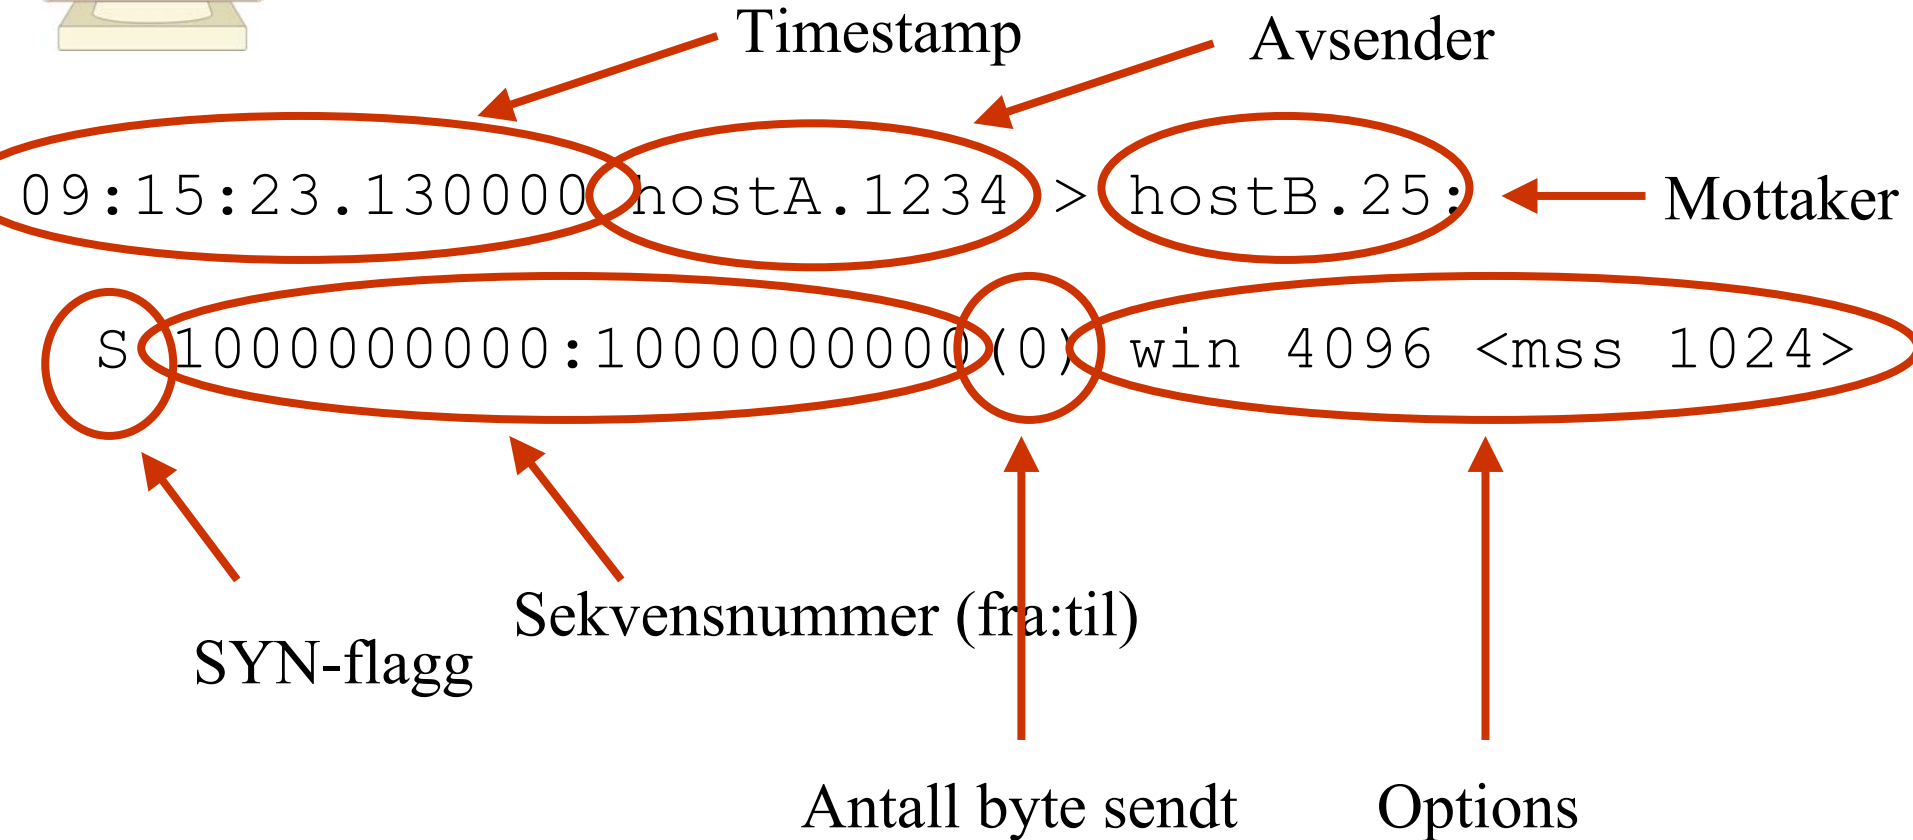 Timestamp
Avsender
09:15:23.130000 hostA.1234 > hostB.25:
Mottaker
S 1000000000:1000000000(0) win 4096 <mss 1024>
Sekvensnummer (fra:til)
SYN-flagg
Antall byte sendt
Options